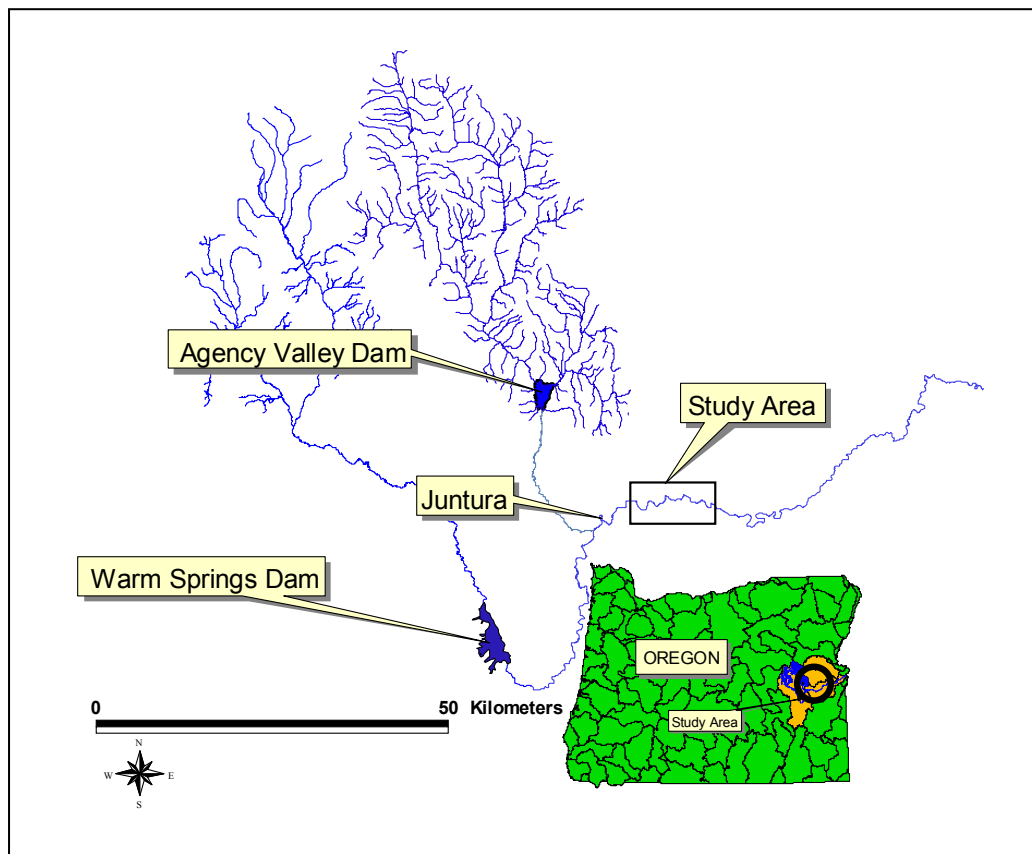 Agency Valley Dam
Study Area
Juntura
Warm Springs Dam
OREGON
Study Area
0 50 Kilometers
N
W E
S